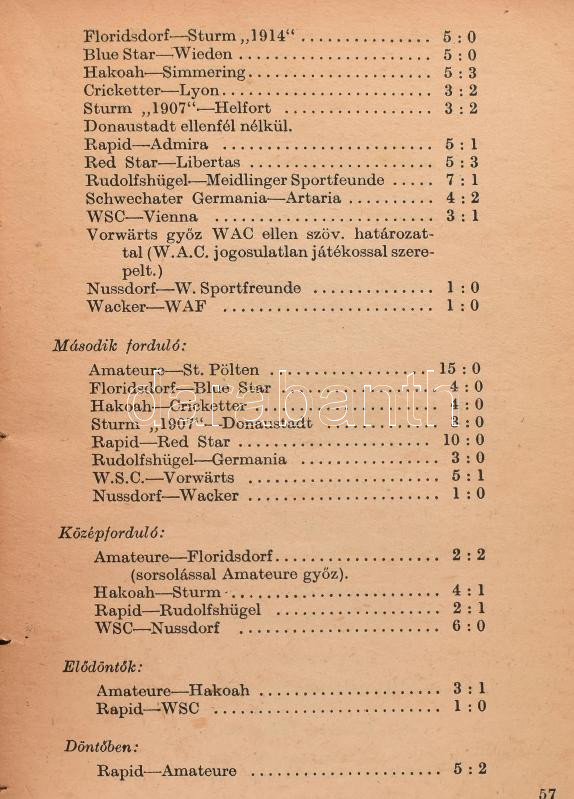 Floridsdorf—Sturm „1914“ ............... 5 : 0
Blue Star—Wieden ............... 5 : 0
Hakoah—Simmering............... 5 : 3
Cricketter—Lyon............... 3 : 2
Sturm „1907“—Helfort ............... 3 : 2
Donaustadt ellenfél nélkül.
Rapid—Admira ............... 5 : 1
Red Star—Libertas ............... 5 : 3
Rudolfshügel—Meidlinger Sportfeunde ..... 7 : 1
Schwechater Germania—Artaria .......... 4 : 2
WSC—Vienna ............... 3 : 1
Vorwärts győz WAC ellen szöv. határozat-
tal (W.A.C. jogosulatlan játékossal szere-
pelt.)
Nussdorf—W. Sportfreunde ............. 1 : 0
Wacker—WAF ............... 1 : 0
Második forduló:
Amateure—St. Pölten ............... 15 : 0
Floridsdorf—Blue Star ............... 4 : 0
Hakoah—Cricketter ............... 4 : 0
Sturm „1907“—Donaustadt ............... : 0
Rapid—Red Star ............... 10 : 0
Rudolfshügel—Germania ............... 3 : 0
W.S.C.—Vorwärts ............... 5 : 1
Nussdorf—Wacker ............... 1 : 0
Középforduló:
Amateure—Floridsdorf............... 2 : 2
(sorsolással Amateure győz).
Hakoah—Sturm ............... 4 : 1
Rapid—Rudolfshügel ............... 2 : 1
WSC—Nussdorf ............... 6 : 0
Elődöntők:
Amateure—Hakoah ............... 3 : 1
Rapid—WSC ............... 1 : 0
Döntőben:
Rapid—Amateure ............... 5 : 2
57
darabanth